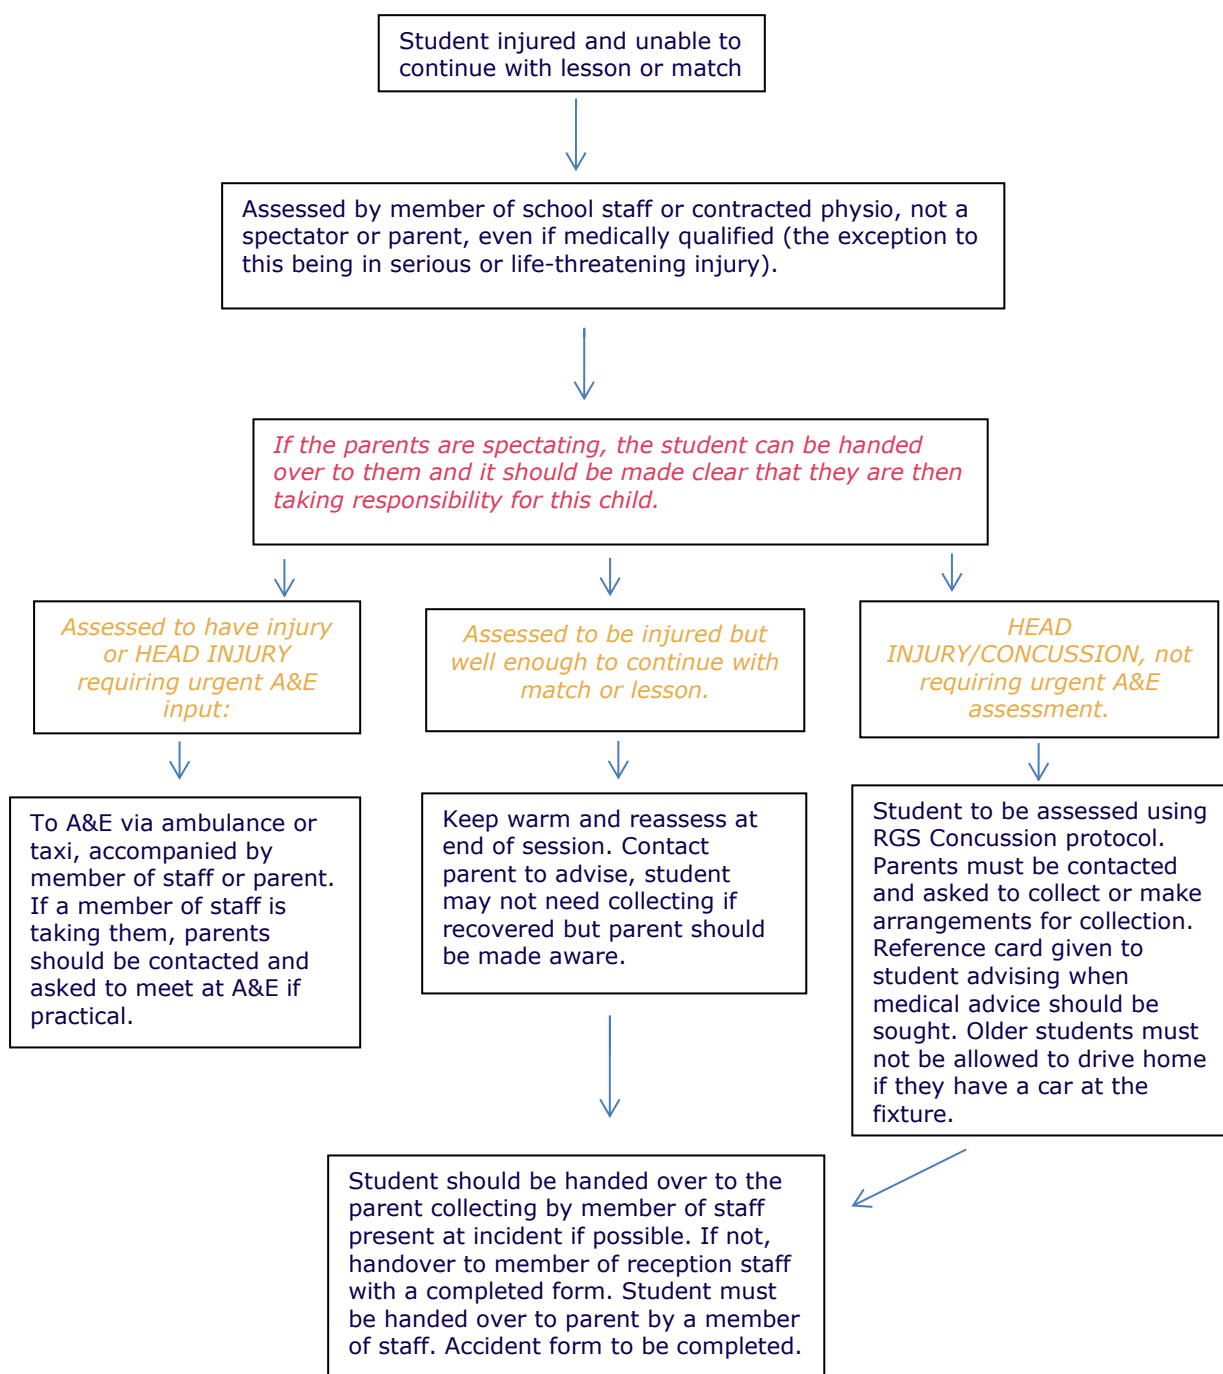 Student injured and unable to
continue with lesson or match
Assessed by member of school staff or contracted physio, not a
spectator or parent, even if medically qualified (the exception to
this being in serious or life-threatening injury).
If the parents are spectating, the student can be handed
over to them and it should be made clear that they are then
taking responsibility for this child.
Assessed to have injury
or HEAD INJURY
requiring urgent A&E
input:
To A&E via ambulance or
taxi, accompanied by
member of staff or parent.
If a member of staff is
taking them, parents
should be contacted and
asked to meet at A&E if
practical.
Assessed to be injured but
well enough to continue with
match or lesson.
Keep warm and reassess at
end of session. Contact
parent to advise, student
may not need collecting if
recovered but parent should
be made aware.
HEAD
INJURY/CONCUSSION, not
requiring urgent A&E
assessment.
Student to be assessed using
RGS Concussion protocol.
Parents must be contacted
and asked to collect or make
arrangements for collection.
Reference card given to
student advising when
medical advice should be
sought. Older students must
not be allowed to drive home
if they have a car at the
fixture.
Student should be handed over to the
parent collecting by member of staff
present at incident if possible. If not,
handover to member of reception staff
with a completed form. Student must
be handed over to parent by a member
of staff. Accident form to be completed.